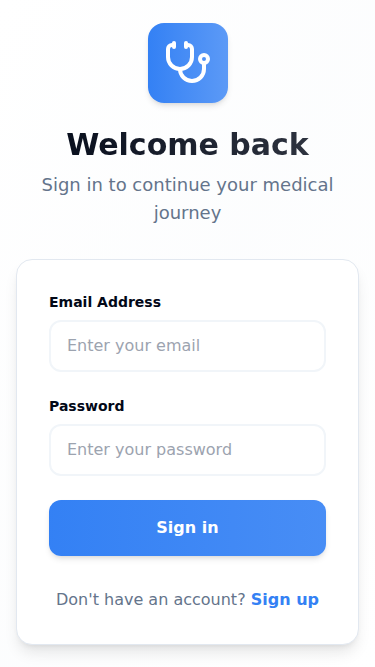 Welcome back
Sign in to continue your medical
journey
Email Address
Enter your email
Password
Enter your password
Sign in
Don't have an account? Sign up